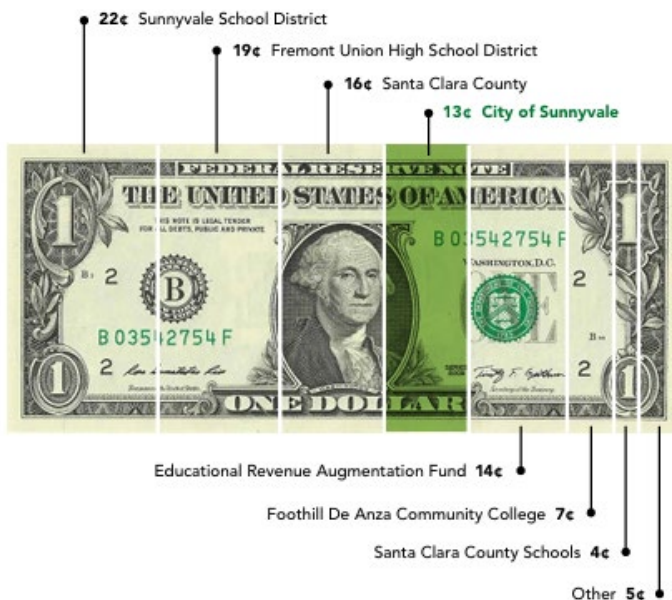 22¢ Sunnyvale School District
19¢ Fremont Union High School District
16¢ Santa Clara County
13¢ City of Sunnyvale
FEDERAL RESERVE NOTE
THE UNITED STATES OF AMERICA
THIS NOTE IS LEGAL TENDER
FOR ALL DEBTS, PUBLIC AND PRIVATE
B 03542754 F
WASHINGTON, D.C.
1
1
2
2
B
B 03542754 F
2
2
1
1
ONE DOLLAR
Educational Revenue Augmentation Fund 14¢
Foothill De Anza Community College 7¢
Santa Clara County Schools 4¢
Other 5¢